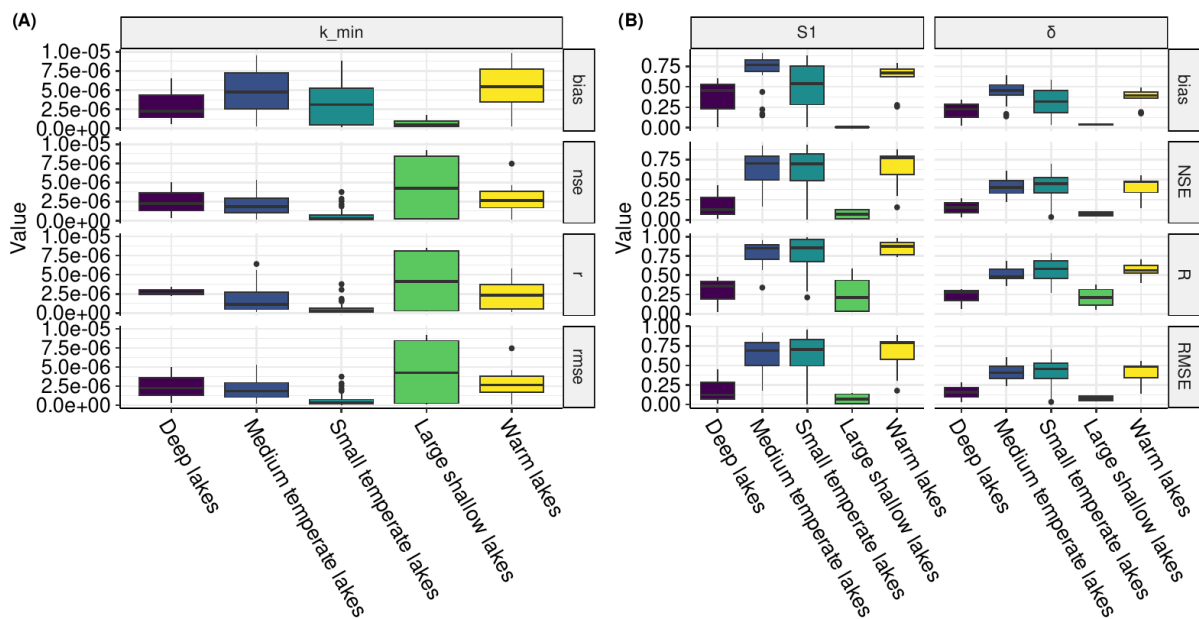 (A)
k_min
Value
1.0e-05
7.5e-06
5.0e-06
2.5e-06
0.0e+00
bias
1.0e-05
7.5e-06
5.0e-06
2.5e-06
0.0e+00
nse
1.0e-05
7.5e-06
5.0e-06
2.5e-06
0.0e+00
r
1.0e-05
7.5e-06
5.0e-06
2.5e-06
0.0e+00
rmse
Deep lakes
Medium temperate lakes
Small temperate lakes
Large shallow lakes
Warm lakes
(B)
S1
δ
Value
0.75
0.50
0.25
0.00
bias
0.75
0.50
0.25
0.00
NSE
1.00
0.75
0.50
0.25
0.00
R
1.00
0.75
0.50
0.25
0.00
RMSE
Deep lakes
Medium temperate lakes
Small temperate lakes
Large shallow lakes
Warm lakes
Deep lakes
Medium temperate lakes
Small temperate lakes
Large shallow lakes
Warm lakes